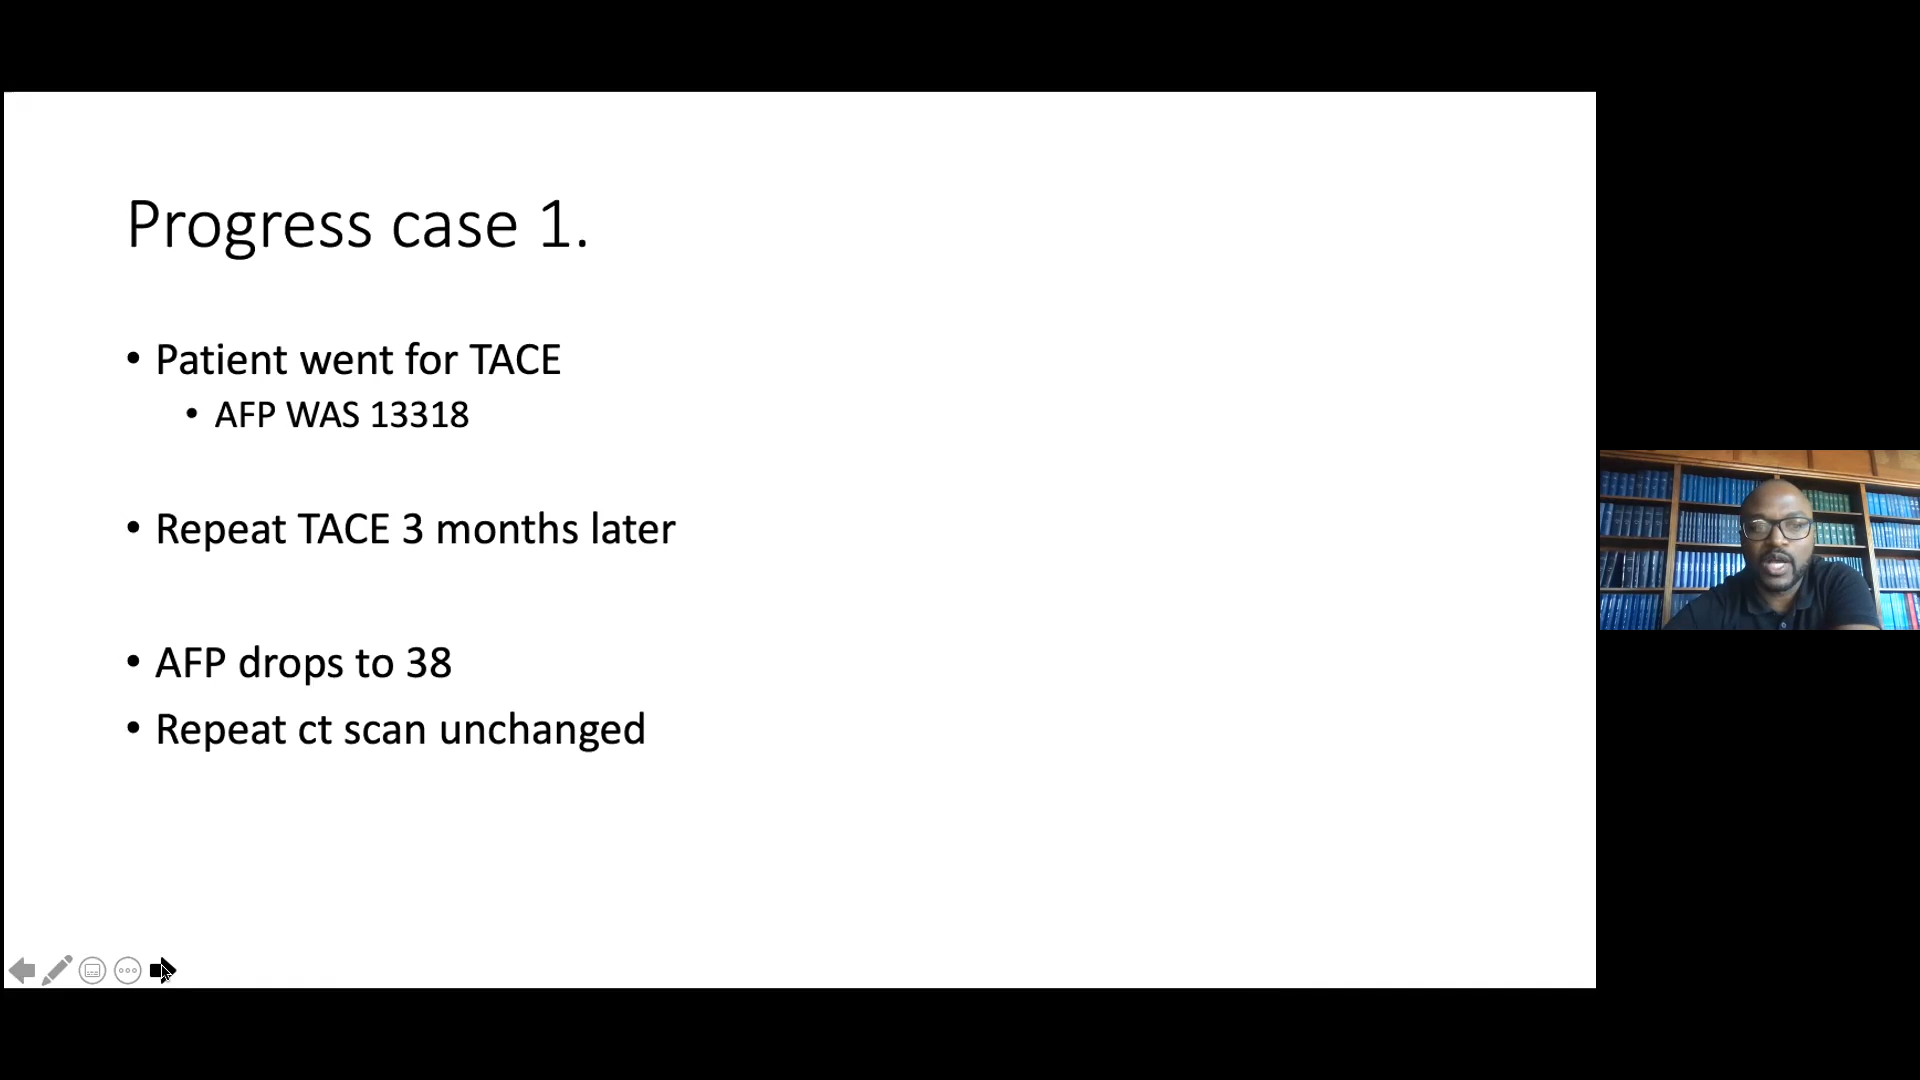 Progress case 1.
• Patient went for TACE
• AFP WAS 13318
• Repeat TACE 3 months later
• AFP drops to 38
• Repeat ct scan unchanged